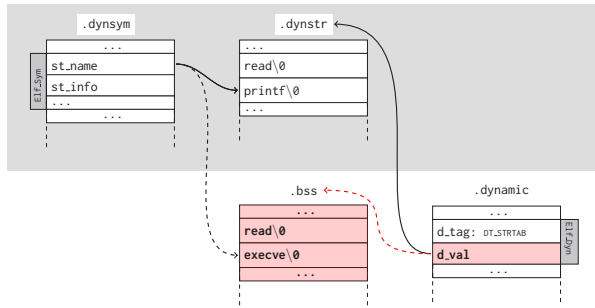 .dynsym
...
st_name
st_info
...
...
Elf_Sym
.dynstr
...
read\0
printf\0
...
.bss
...
read\0
execve\0
...
.dynamic
...
d_tag: DT_STRTAB
d_val
...
Elf_Dyn